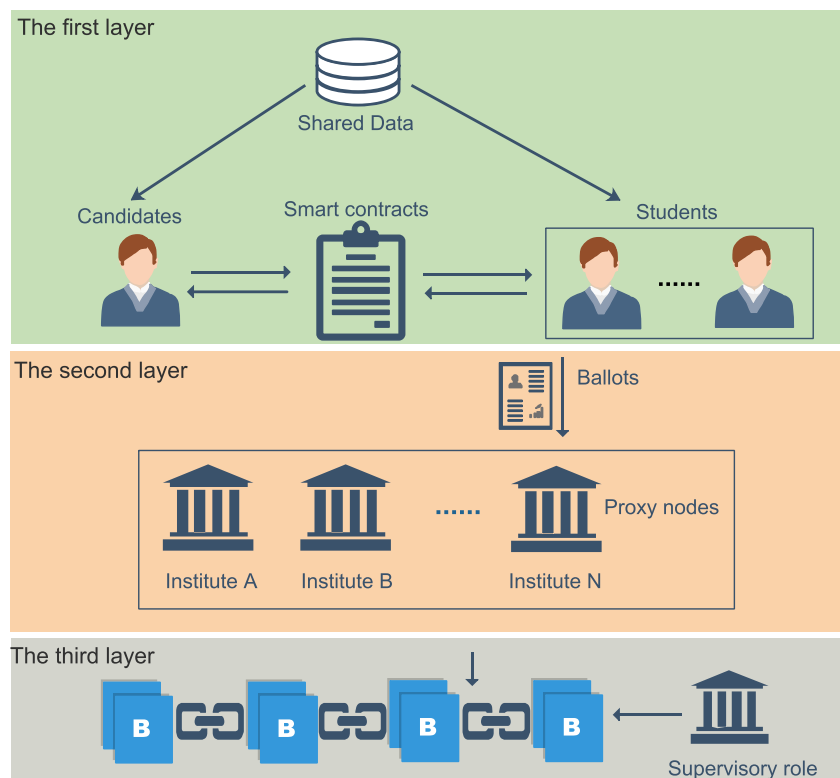 The first layer
Shared Data
Candidates
Smart contracts
Students
......
The second layer
Ballots
......
Proxy nodes
Institute A
Institute B
Institute N
The third layer
B
B
B
B
Supervisory role